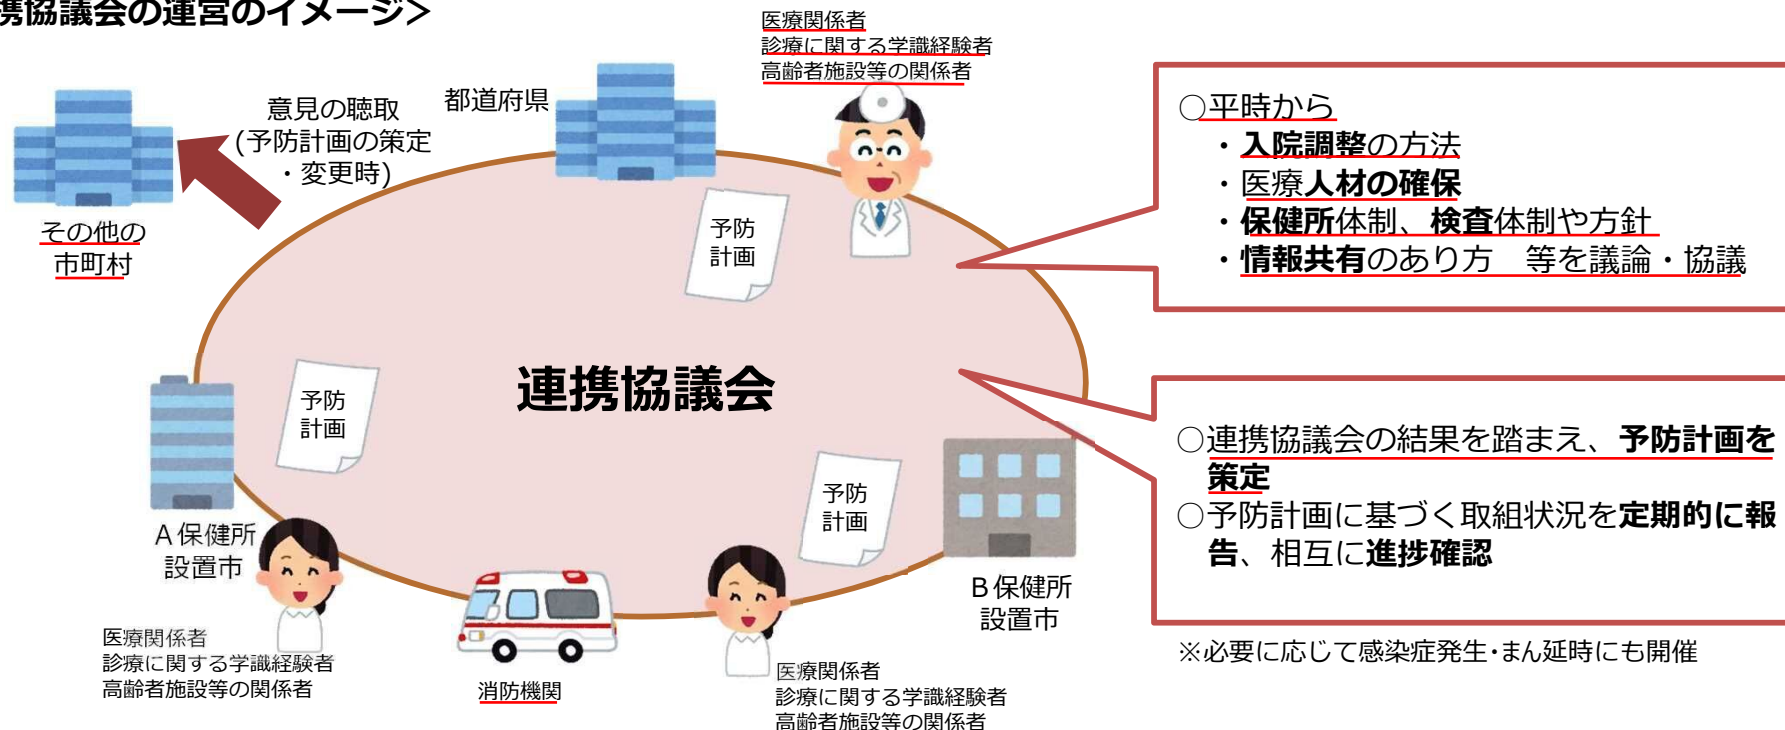 携協議会の運営のイメージ>
医療関係者
診療に関する学識経験者
高齢者施設等の関係者
都道府県
意見の聴取
(予防計画の策定
・変更時)
その他の
市町村
予防
計画
○平時から
・入院調整の方法
・医療人材の確保
・保健所体制、検査体制や方針
・情報共有のあり方　等を議論・協議
連携協議会
予防
計画
予防
計画
○連携協議会の結果を踏まえ、予防計画を
策定
○予防計画に基づく取組状況を定期的に報
告、相互に進捗確認
※必要に応じて感染症発生･まん延時にも開催
A保健所
設置市
B保健所
設置市
医療関係者
診療に関する学識経験者
高齢者施設等の関係者
消防機関
医療関係者
診療に関する学識経験者
高齢者施設等の関係者